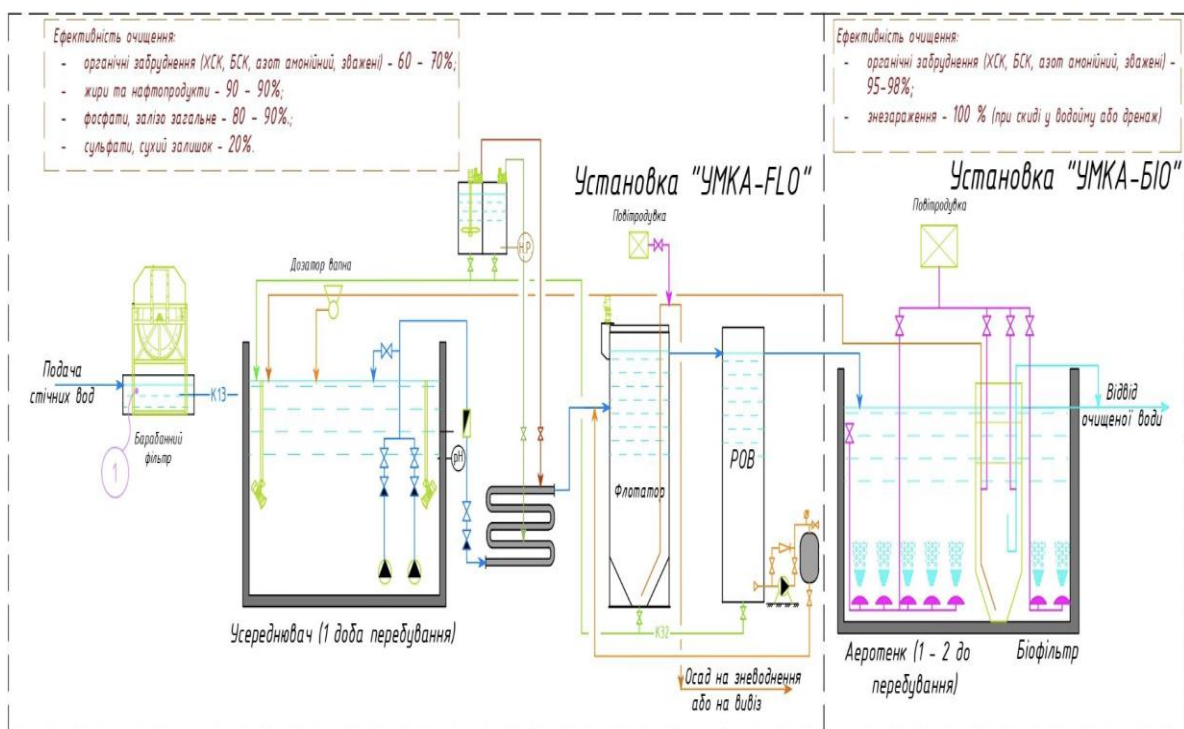 Ефективність очищення:
- органічні забруднення (ХСК, БСК, азот амонійний, зважені) - 60 - 70%;
- жири та нафтопродукти - 90 - 90%;
- фосфати, залізо загальне - 80 - 90%.;
- сульфати, сухий залишок - 20%.
Ефективність очищення:
- органічні забруднення (ХСК, БСК, азот амонійний, зважені) -
95-98%;
- знезараження - 100 % (при скиді у водойму або дренаж)
Установка "УМКА-FLO"
Установка "УМКА-БІО"
Повітродувка
Повітродувка
Н.Р
Дозатор вапна
Подача
стічних вод
К13
Барабанний
фільтр
1
pH
Флотатор
РОВ
Відвід
очищеної води
К32
Усереднювач (1 доба перебування)
Осад на зневоднення
або на вивіз
Аеротенк (1 - 2 до
перебування)
Біофільтр